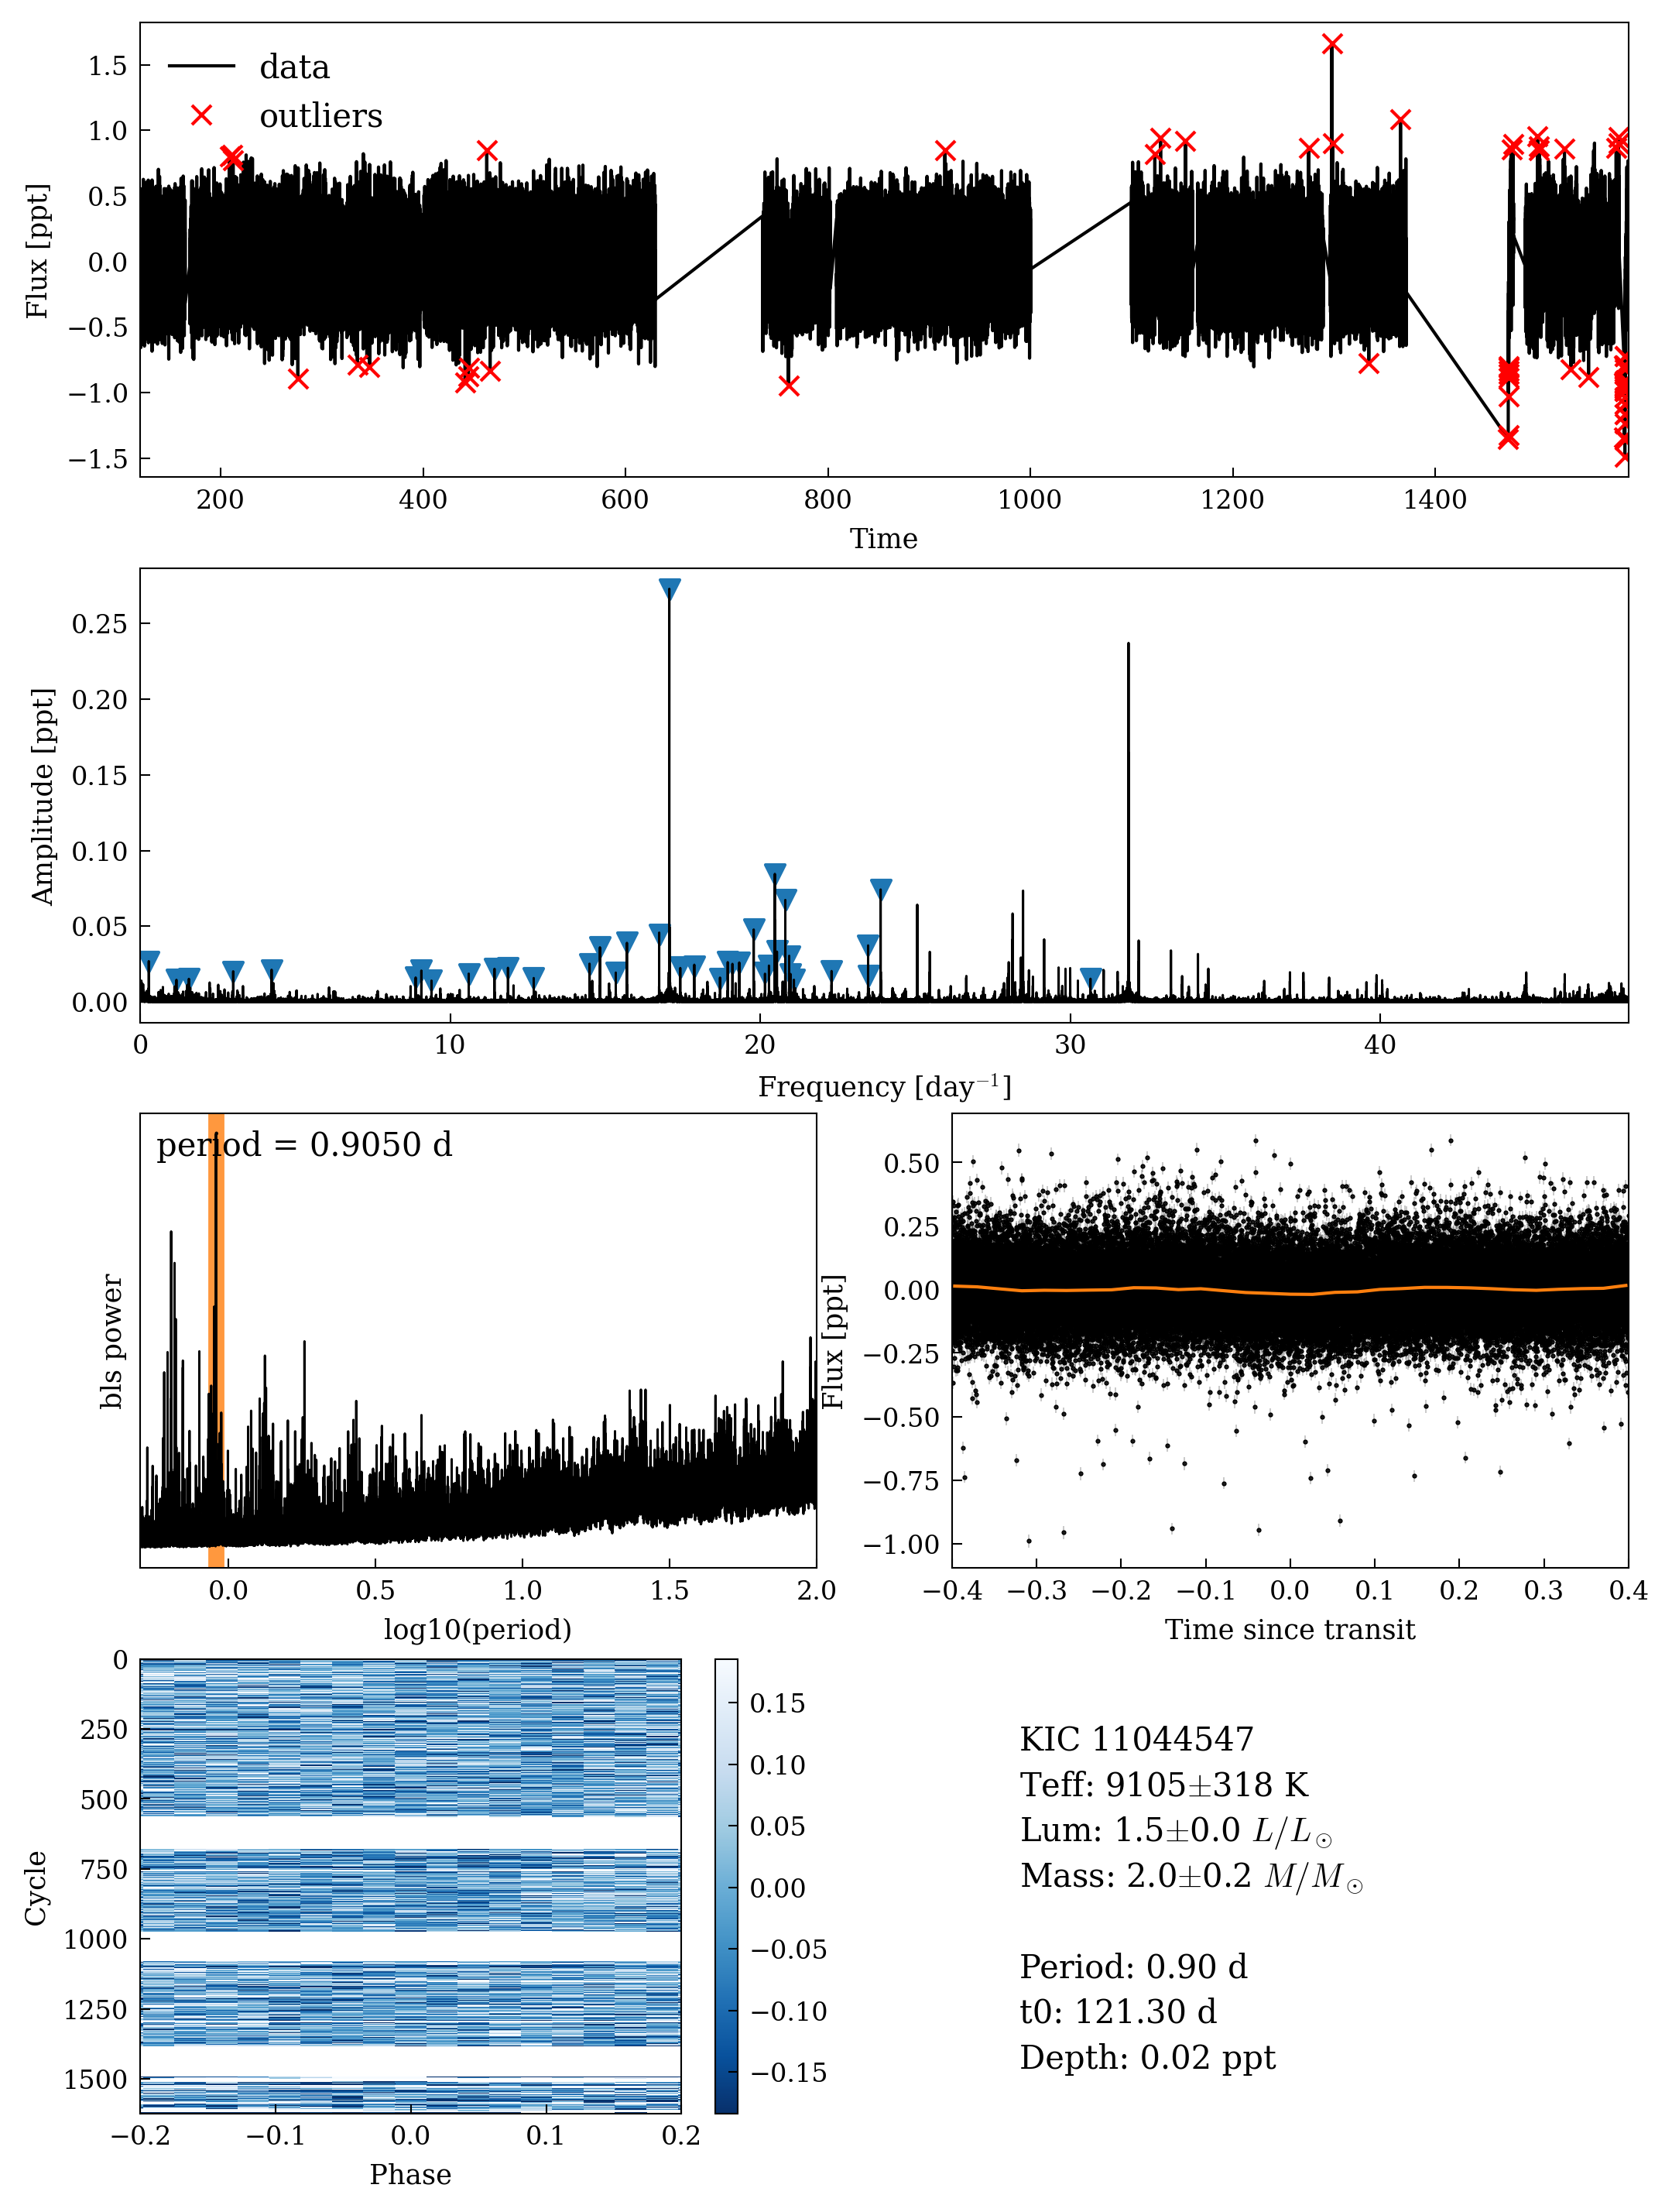 data
outliers
1.5
1.0
0.5
0.0
−0.5
−1.0
−1.5
Flux [ppt]
200 400 600 800 1000 1200 1400
Time
0.25
0.20
0.15
0.10
0.05
0.00
Amplitude [ppt]
0 10 20 30 40
Frequency [day⁻¹]
period = 0.9050 d
bls power
0.0 0.5 1.0 1.5 2.0
log10(period)
0.50
0.25
0.00
−0.25
−0.50
−0.75
−1.00
Flux [ppt]
−0.4 −0.3 −0.2 −0.1 0.0 0.1 0.2 0.3 0.4
Time since transit
0
250
500
750
1000
1250
1500
Cycle
−0.2 −0.1 0.0 0.1 0.2
Phase
0.15
0.10
0.05
0.00
−0.05
−0.10
−0.15
KIC 11044547
Teff: 9105±318 K
Lum: 1.5±0.0 L/L☉
Mass: 2.0±0.2 M/M☉
Period: 0.90 d
t0: 121.30 d
Depth: 0.02 ppt